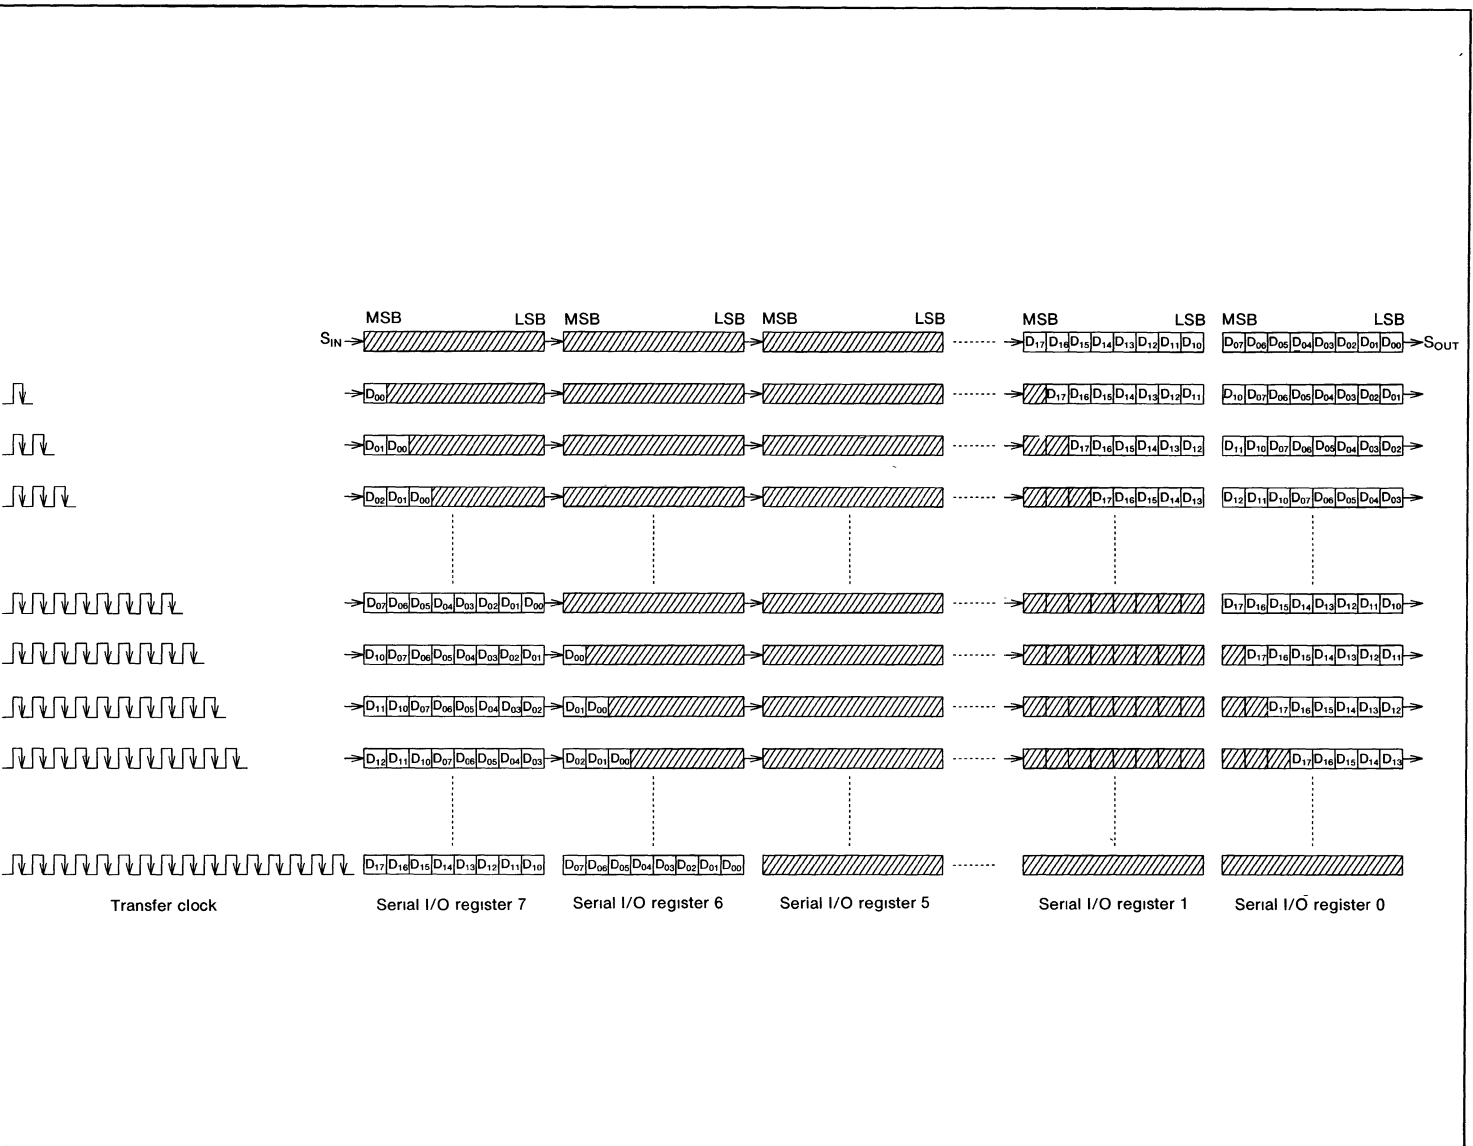 MSB LSB MSB LSB MSB LSB MSB LSB MSB LSB
SIN D17 D16 D15 D14 D13 D12 D11 D10 D07 D06 D05 D04 D03 D02 D01 D00 SOUT
D00 D17 D16 D15 D14 D13 D12 D11 D10 D07 D06 D05 D04 D03 D02 D01
D01 D00 D17 D16 D15 D14 D13 D12 D11 D10 D07 D06 D05 D04 D03 D02
D02 D01 D00 D17 D16 D15 D14 D13 D12 D11 D10 D07 D06 D05 D04 D03
D07 D06 D05 D04 D03 D02 D01 D00 D17 D16 D15 D14 D13 D12 D11 D10
D10 D07 D06 D05 D04 D03 D02 D01 D00 D17 D16 D15 D14 D13 D12 D11
D11 D10 D07 D06 D05 D04 D03 D02 D01 D00 D17 D16 D15 D14 D13 D12
D12 D11 D10 D07 D06 D05 D04 D03 D02 D01 D00 D17 D16 D15 D14 D13
D17 D16 D15 D14 D13 D12 D11 D10 D07 D06 D05 D04 D03 D02 D01 D00
Transfer clock Serial I/O register 7 Serial I/O register 6 Serial I/O register 5 Serial I/O register 1 Serial I/O register 0